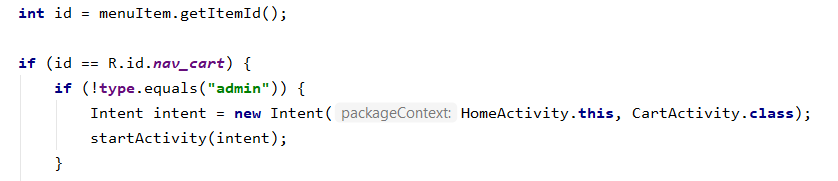 int id = menuItem.getItemId();
if (id == R.id.nav_cart) {
if (!type.equals("admin")) {
Intent intent = new Intent( packageContext: HomeActivity.this, CartActivity.class);
startActivity(intent);
}